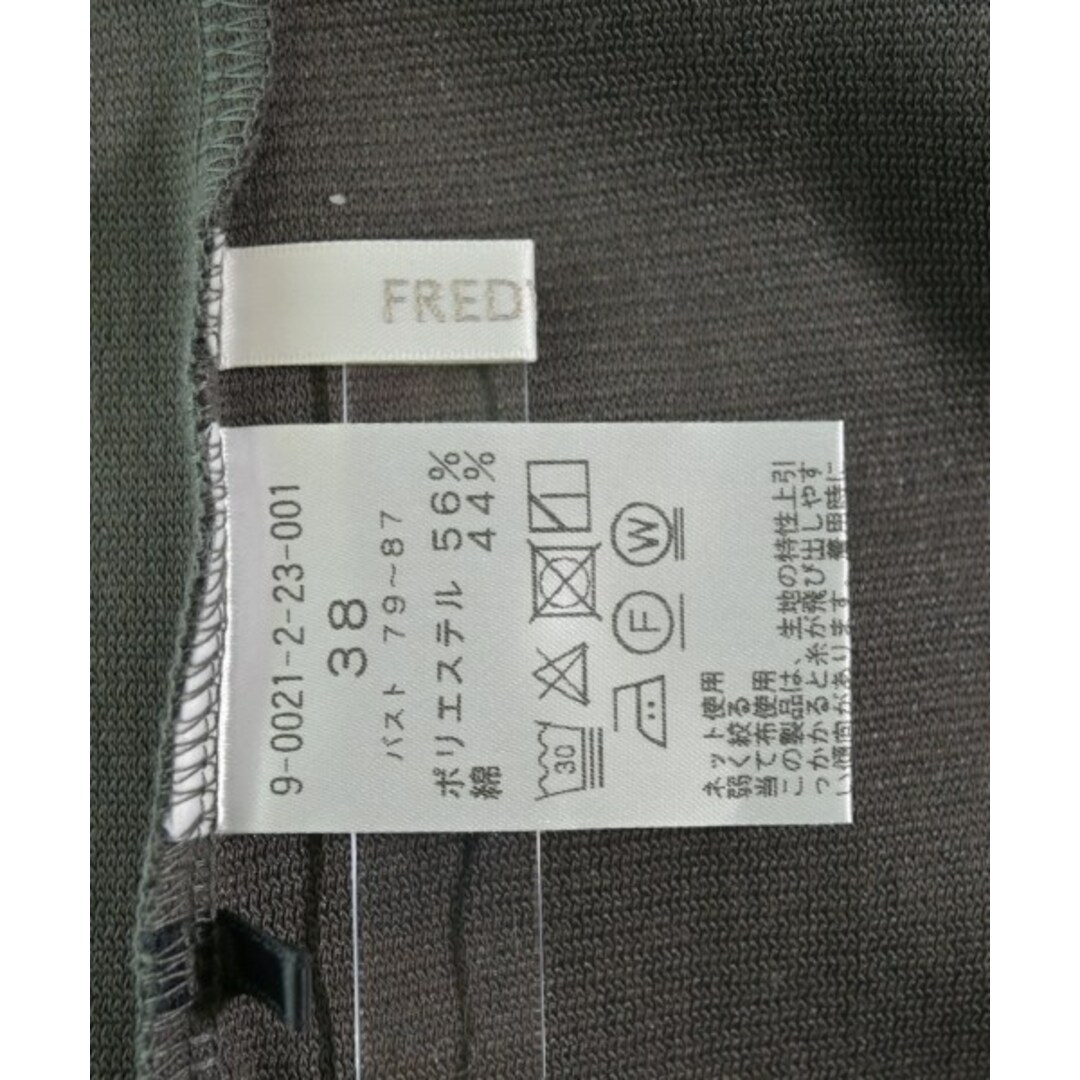 FRED
9-0021-2-23-001
38
バスト 79~87
ポリエステル 56%
綿 44%
30
F
W
ネット使用
弱く絞る
当て布使用
この製品は、生地の特性上引
っかかると糸が飛び出しやす
い傾向があります。着用時に